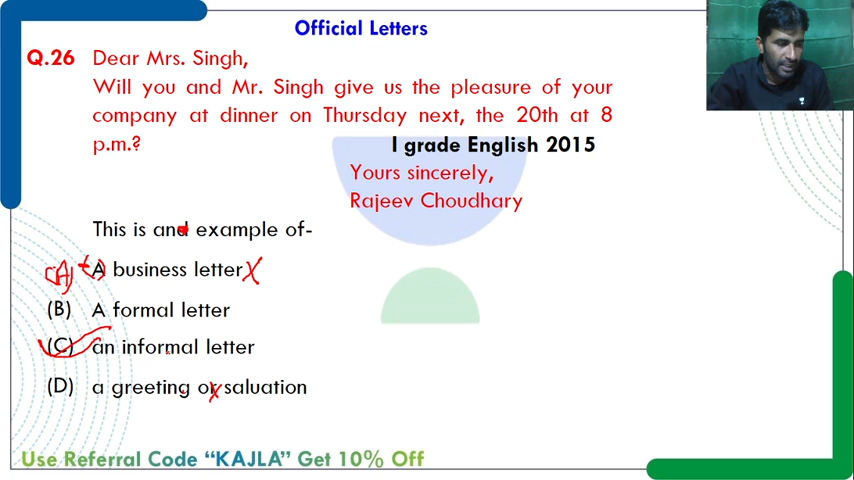 Official Letters
Q.26 Dear Mrs. Singh,
Will you and Mr. Singh give us the pleasure of your
company at dinner on Thursday next, the 20th at 8
p.m.?
I grade English 2015
Yours sincerely,
Rajeev Choudhary
This is and example of-
(A) A business letter
(B) A formal letter
(C) an informal letter
(D) a greeting or saluation
Use Referral Code “KAJLA” Get 10% Off